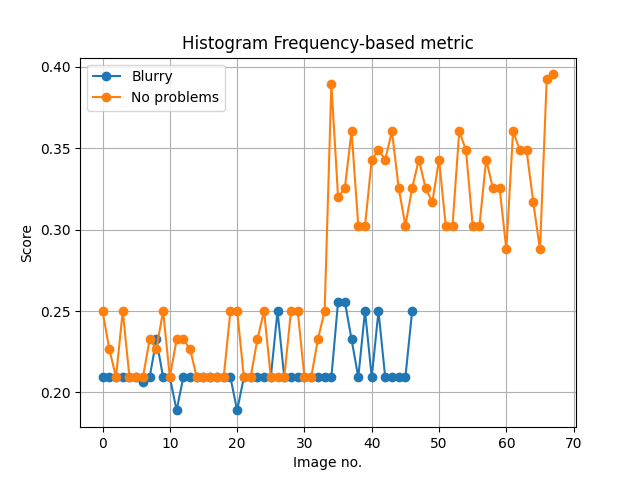 Histogram Frequency-based metric
Blurry
No problems
0.40
0.35
0.30
0.25
0.20
Score
0 10 20 30 40 50 60 70
Image no.